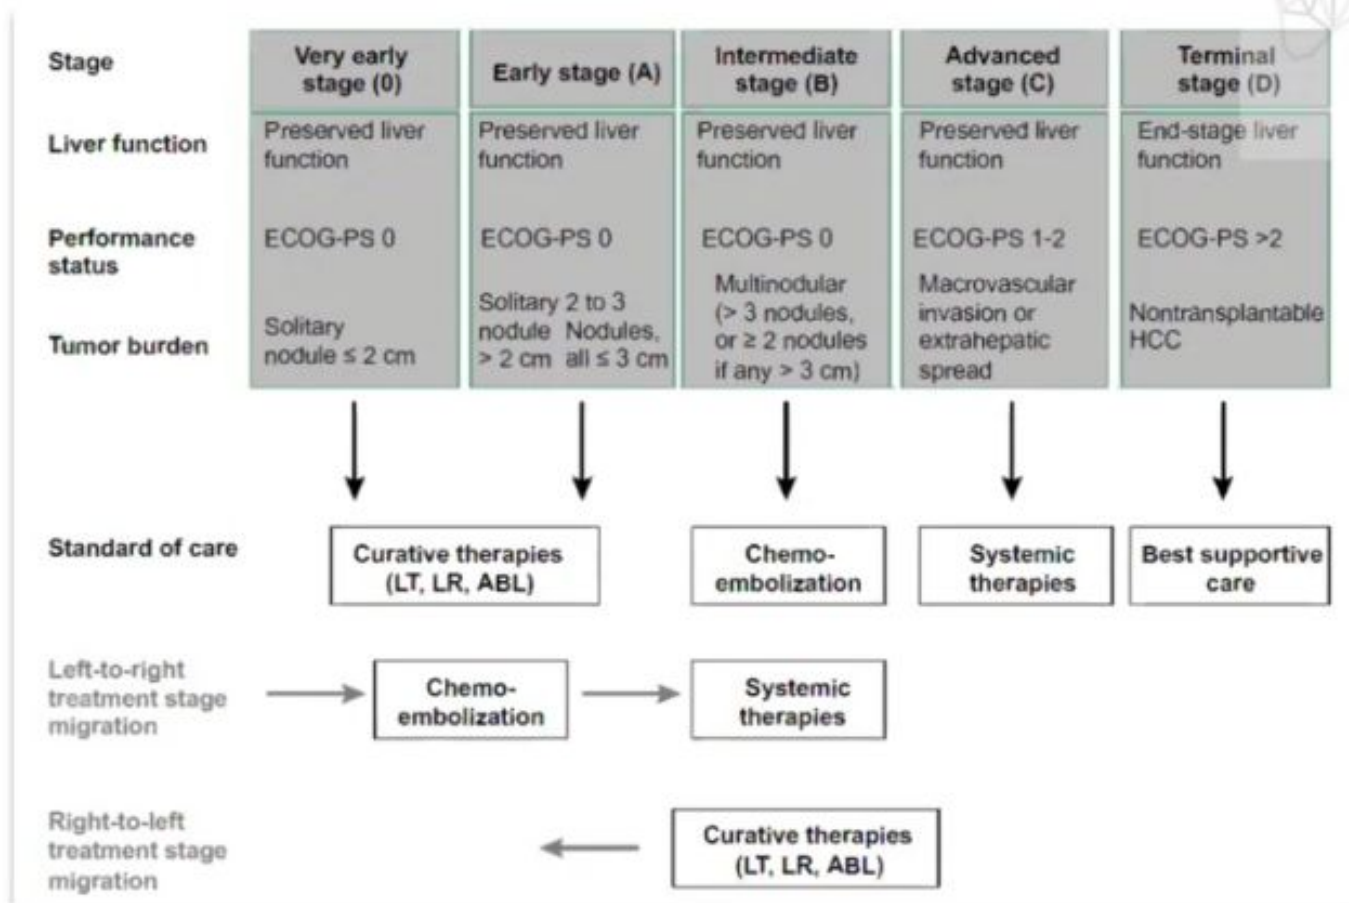 Stage
Very early
stage (0)
Early stage (A)
Intermediate
stage (B)
Advanced
stage (C)
Terminal
stage (D)
Liver function
Preserved liver
function
Preserved liver
function
Preserved liver
function
Preserved liver
function
End-stage liver
function
Performance
status
ECOG-PS 0
ECOG-PS 0
ECOG-PS 0
ECOG-PS 1-2
ECOG-PS >2
Tumor burden
Solitary
nodule ≤ 2 cm
Solitary 2 to 3
nodule Nodules,
> 2 cm all ≤ 3 cm
Multinodular
(> 3 nodules,
or ≥ 2 nodules
if any > 3 cm)
Macrovascular
invasion or
extrahepatic
spread
Nontransplantable
HCC
Standard of care
Curative therapies
(LT, LR, ABL)
Chemo-
embolization
Systemic
therapies
Best supportive
care
Left-to-right
treatment stage
migration
Chemo-
embolization
Systemic
therapies
Right-to-left
treatment stage
migration
Curative therapies
(LT, LR, ABL)